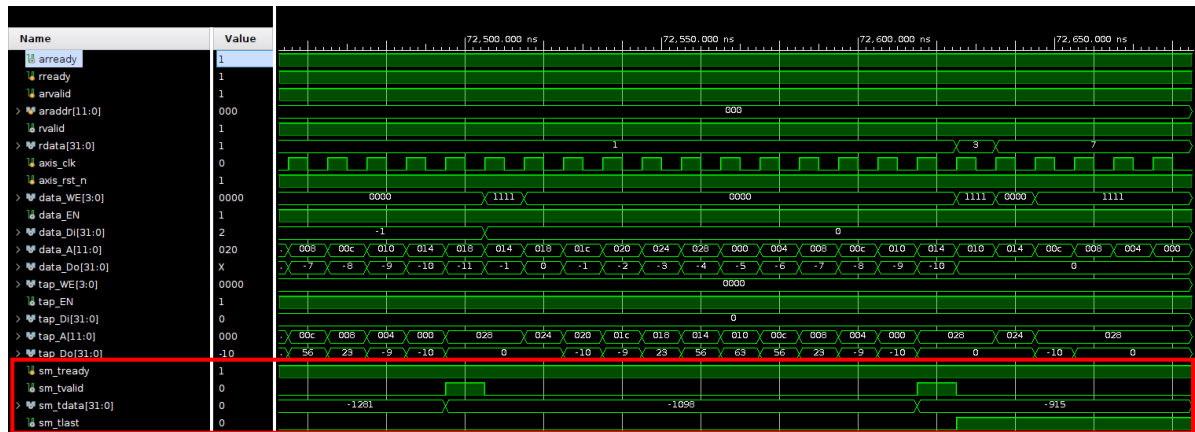 Name Value 72,500.000 ns 72,550.000 ns 72,600.000 ns 72,650.000 ns
arready 1
rready 1
arvalid 1
araddr[11:0] 000 000
rvalid 1
rdata[31:0] 1 1 3 7
axis_clk 0
axis_rst_n 1
data_WE[3:0] 0000 0000 1111 0000 1111 0000 1111
data_EN 1
data_Di[31:0] 2 -1 0
data_A[11:0] 020 008 00c 010 014 018 014 018 01c 020 024 028 000 004 008 00c 010 014 010 014 00c 008 004 000
data_Do[31:0] X -7 -8 -9 -10 -11 -1 0 -1 -2 -3 -4 -5 -6 -7 -8 -9 -10 0
tap_WE[3:0] 0000 0000
tap_EN 1
tap_Di[31:0] 0 0
tap_A[11:0] 000 00c 008 004 000 028 024 020 01c 018 014 010 00c 008 004 000 028 024 028
tap_Do[31:0] -10 56 23 -9 -10 0 -10 -9 23 56 63 56 23 -9 -10 0 -10 0
sm_tready 1
sm_tvalid 0
sm_tdata[31:0] 0 -1281 -1098 -915
sm_tlast 0